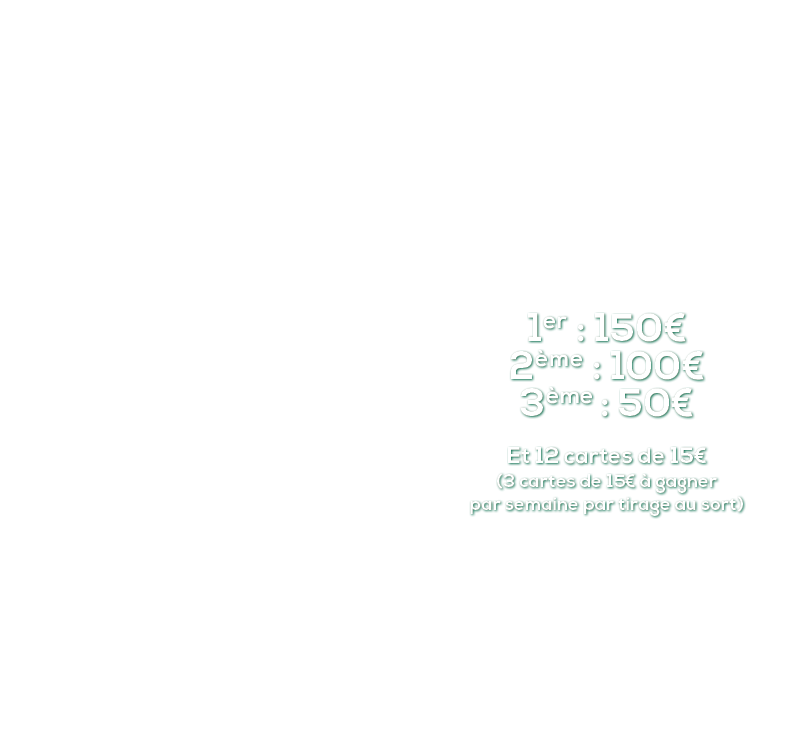 1er : 150€
2ème : 100€
3ème : 50€
Et 12 cartes de 15€
(3 cartes de 15€ à gagner
par semaine par tirage au sort)